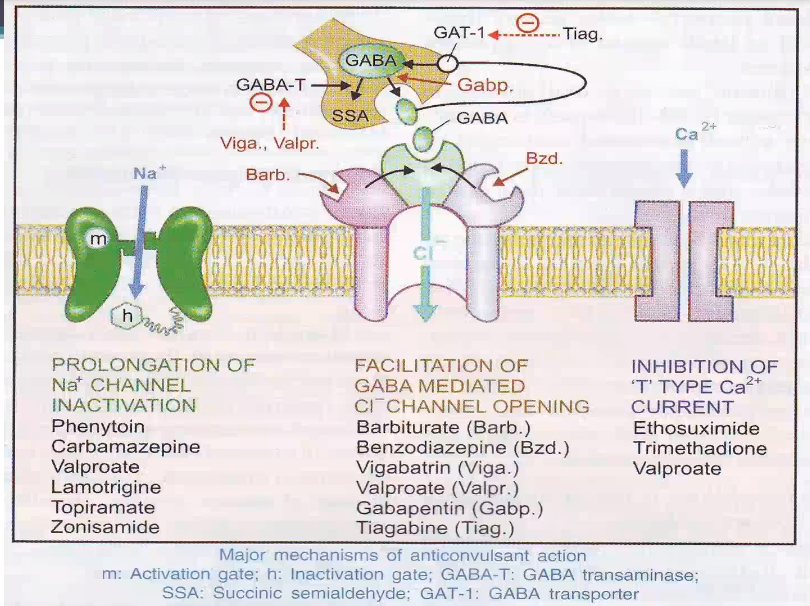 GAT-1
Tiag.
GABA
Gabp.
GABA-T
SSA
GABA
Viga., Valpr.
Barb.
Bzd.
Na⁺
Ca²⁺
m
h
Cl⁻
PROLONGATION OF
Na⁺ CHANNEL
INACTIVATION
Phenytoin
Carbamazepine
Valproate
Lamotrigine
Topiramate
Zonisamide
FACILITATION OF
GABA MEDIATED
Cl⁻ CHANNEL OPENING
Barbiturate (Barb.)
Benzodiazepine (Bzd.)
Vigabatrin (Viga.)
Valproate (Valpr.)
Gabapentin (Gabp.)
Tiagabine (Tiag.)
INHIBITION OF
‘T’ TYPE Ca²⁺
CURRENT
Ethosuximide
Trimethadione
Valproate
Major mechanisms of anticonvulsant action
m: Activation gate; h: Inactivation gate; GABA-T: GABA transaminase;
SSA: Succinic semialdehyde; GAT-1: GABA transporter